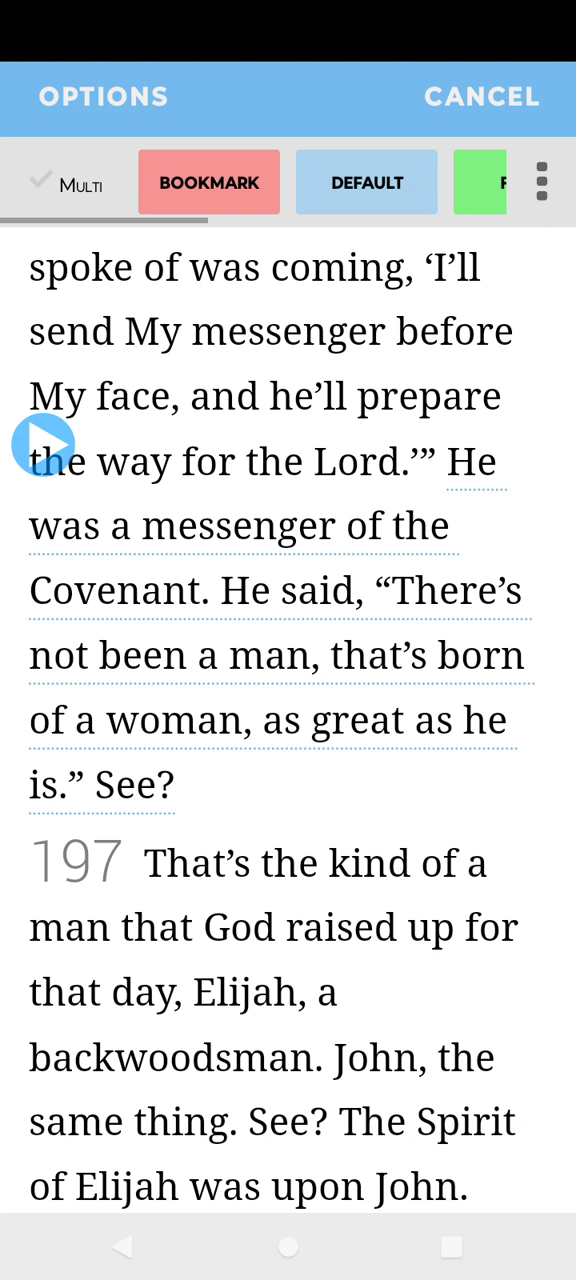 OPTIONS CANCEL
Multi BOOKMARK DEFAULT F
spoke of was coming, ‘I’ll
send My messenger before
My face, and he’ll prepare
the way for the Lord.’” He
was a messenger of the
Covenant. He said, “There’s
not been a man, that’s born
of a woman, as great as he
is.” See?
197 That’s the kind of a
man that God raised up for
that day, Elijah, a
backwoodsman. John, the
same thing. See? The Spirit
of Elijah was upon John.